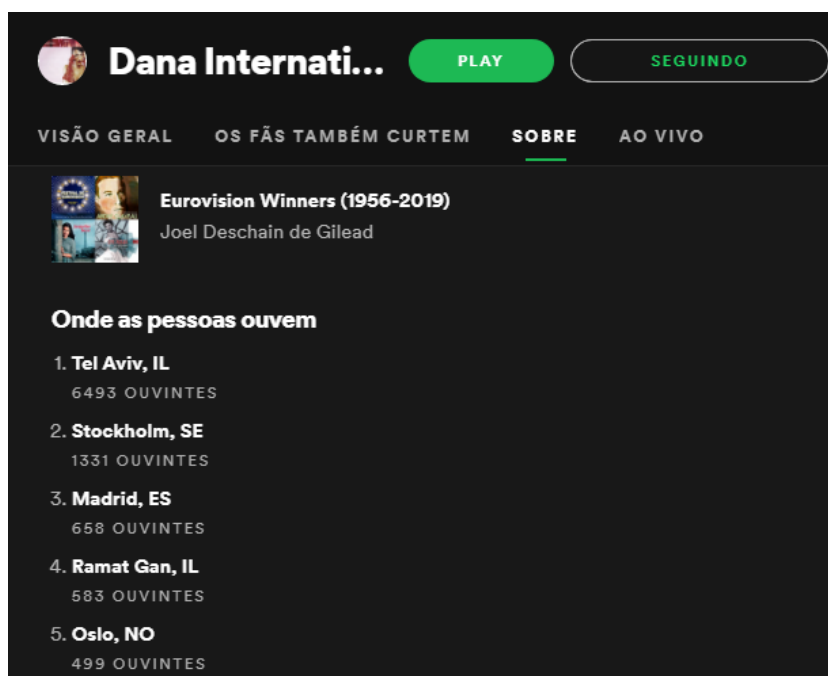 Dana Internati...
PLAY
SEGUINDO
VISÃO GERAL
OS FÃS TAMBÉM CURTEM
SOBRE
AO VIVO
Eurovision Winners (1956-2019)
Joel Deschain de Gilead
Onde as pessoas ouvem
1. Tel Aviv, IL
6493 OUVINTES
2. Stockholm, SE
1331 OUVINTES
3. Madrid, ES
658 OUVINTES
4. Ramat Gan, IL
583 OUVINTES
5. Oslo, NO
499 OUVINTES